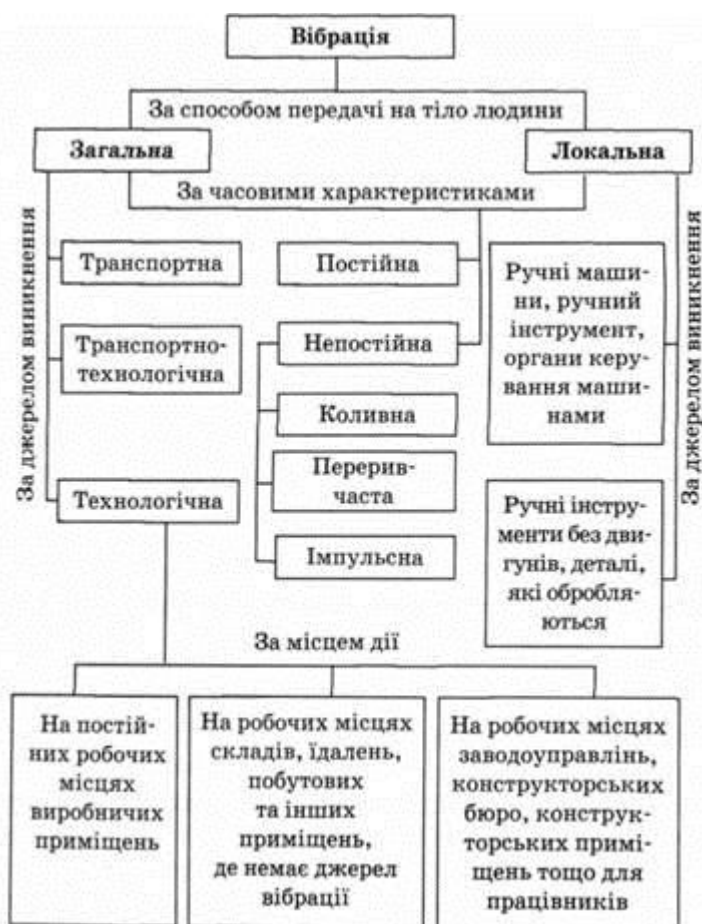 Вібрація
За способом передачі на тіло людини
Загальна
Локальна
За часовими характеристиками
За джерелом виникнення
Транспортна
Транспортно-
технологічна
Технологічна
Постійна
Непостійна
Коливна
Перерив-
часта
Імпульсна
Ручні маши-
ни, ручний
інструмент,
органи керу-
вання маши-
нами
Ручні інстру-
менти без дви-
гунів, деталі,
які обробля-
ються
За джерелом виникнення
За місцем дії
На постій-
них робочих
місцях
виробничих
приміщень
На робочих місцях
складів, їдалень,
побутових
та інших
приміщень,
де немає джерел
вібрації
На робочих місцях
заводоуправлінь,
конструкторських
бюро, конструк-
торських примі-
щень тощо для
працівників